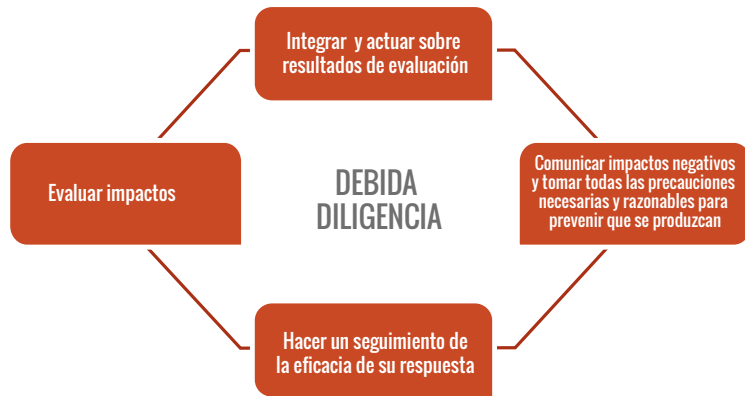 Integrar y actuar sobre
resultados de evaluación
Evaluar impactos
DEBIDA
DILIGENCIA
Comunicar impactos negativos
y tomar todas las precauciones
necesarias y razonables para
prevenir que se produzcan
Hacer un seguimiento de
la eficacia de su respuesta